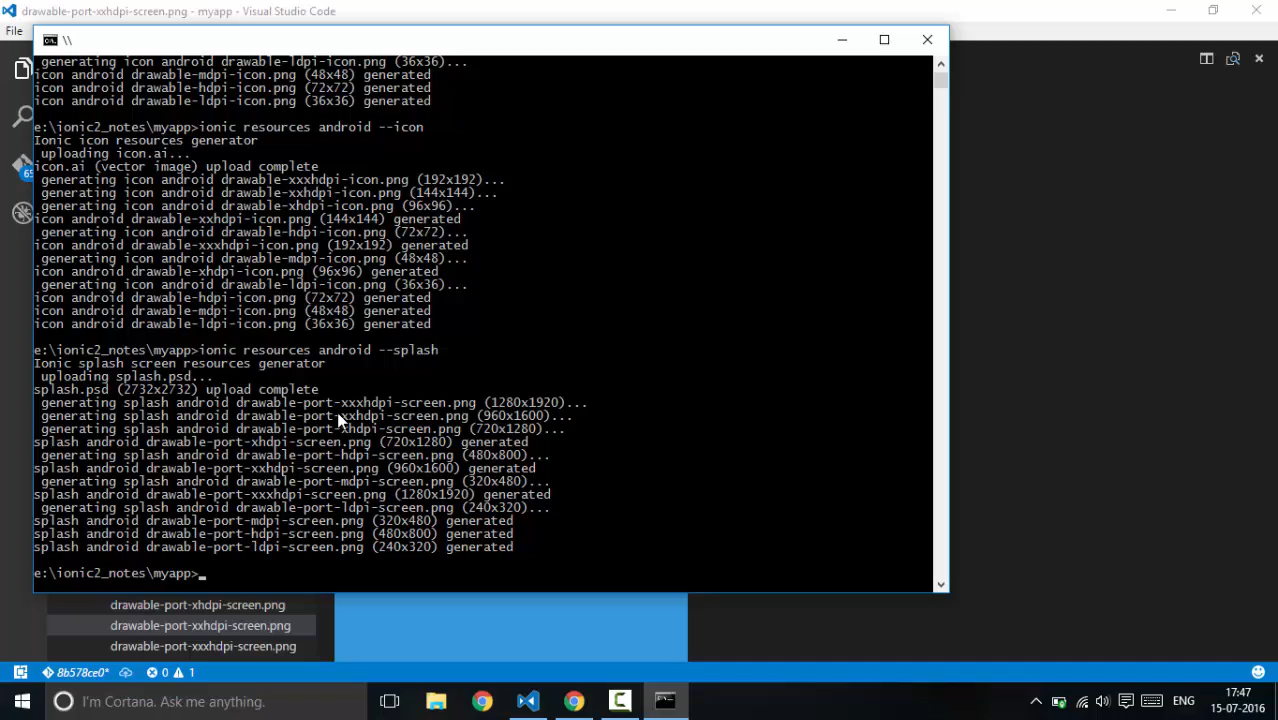 drawable-port-xxhdpi-screen.png - myapp - Visual Studio Code
File
\\
generating icon android drawable-ldpi-icon.png (36x36)...
icon android drawable-mdpi-icon.png (48x48) generated
icon android drawable-hdpi-icon.png (72x72) generated
icon android drawable-ldpi-icon.png (36x36) generated
e:\ionic2_notes\myapp>ionic resources android --icon
Ionic icon resources generator
uploading icon.ai...
icon.ai (vector image) upload complete
generating icon android drawable-xxxhdpi-icon.png (192x192)...
generating icon android drawable-xxhdpi-icon.png (144x144)...
generating icon android drawable-xhdpi-icon.png (96x96)...
icon android drawable-xxhdpi-icon.png (144x144) generated
generating icon android drawable-hdpi-icon.png (72x72)...
icon android drawable-xxxhdpi-icon.png (192x192) generated
generating icon android drawable-mdpi-icon.png (48x48)...
icon android drawable-xhdpi-icon.png (96x96) generated
generating icon android drawable-ldpi-icon.png (36x36)...
icon android drawable-hdpi-icon.png (72x72) generated
icon android drawable-mdpi-icon.png (48x48) generated
icon android drawable-ldpi-icon.png (36x36) generated
e:\ionic2_notes\myapp>ionic resources android --splash
Ionic splash screen resources generator
uploading splash.psd...
splash.psd (2732x2732) upload complete
generating splash android drawable-port-xxxhdpi-screen.png (1280x1920)...
generating splash android drawable-port-xxhdpi-screen.png (960x1600)...
generating splash android drawable-port-xhdpi-screen.png (720x1280)...
splash android drawable-port-xhdpi-screen.png (720x1280) generated
generating splash android drawable-port-hdpi-screen.png (480x800)...
splash android drawable-port-xxhdpi-screen.png (960x1600) generated
generating splash android drawable-port-mdpi-screen.png (320x480)...
splash android drawable-port-xxxhdpi-screen.png (1280x1920) generated
generating splash android drawable-port-ldpi-screen.png (240x320)...
splash android drawable-port-mdpi-screen.png (320x480) generated
splash android drawable-port-hdpi-screen.png (480x800) generated
splash android drawable-port-ldpi-screen.png (240x320) generated
e:\ionic2_notes\myapp>_
drawable-port-xhdpi-screen.png
drawable-port-xxhdpi-screen.png
drawable-port-xxxhdpi-screen.png
8b578ce0* 0 1
I'm Cortana. Ask me anything.
ENG
17:47
15-07-2016